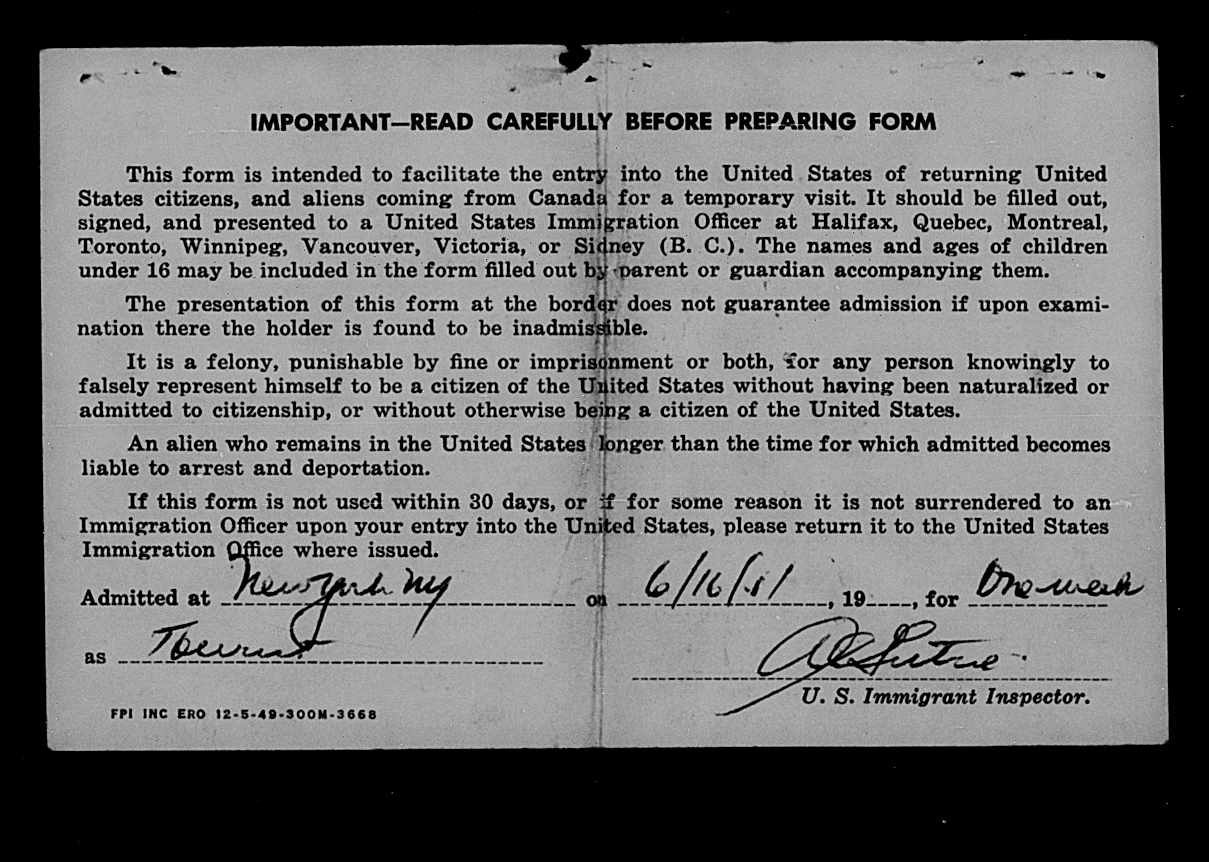 IMPORTANT—READ CAREFULLY BEFORE PREPARING FORM
This form is intended to facilitate the entry into the United States of returning United
States citizens, and aliens coming from Canada for a temporary visit. It should be filled out,
signed, and presented to a United States Immigration Officer at Halifax, Quebec, Montreal,
Toronto, Winnipeg, Vancouver, Victoria, or Sidney (B. C.). The names and ages of children
under 16 may be included in the form filled out by parent or guardian accompanying them.
The presentation of this form at the border does not guarantee admission if upon exami-
nation there the holder is found to be inadmissible.
It is a felony, punishable by fine or imprisonment or both, for any person knowingly to
falsely represent himself to be a citizen of the United States without having been naturalized or
admitted to citizenship, or without otherwise being a citizen of the United States.
An alien who remains in the United States longer than the time for which admitted becomes
liable to arrest and deportation.
If this form is not used within 30 days, or if for some reason it is not surrendered to an
Immigration Officer upon your entry into the United States, please return it to the United States
Immigration Office where issued.
Admitted at New York NY on 6/16/51, 19____, for One week
as Tourist
U. S. Immigrant Inspector.
FPI INC ERO 12-5-49-300M-3668